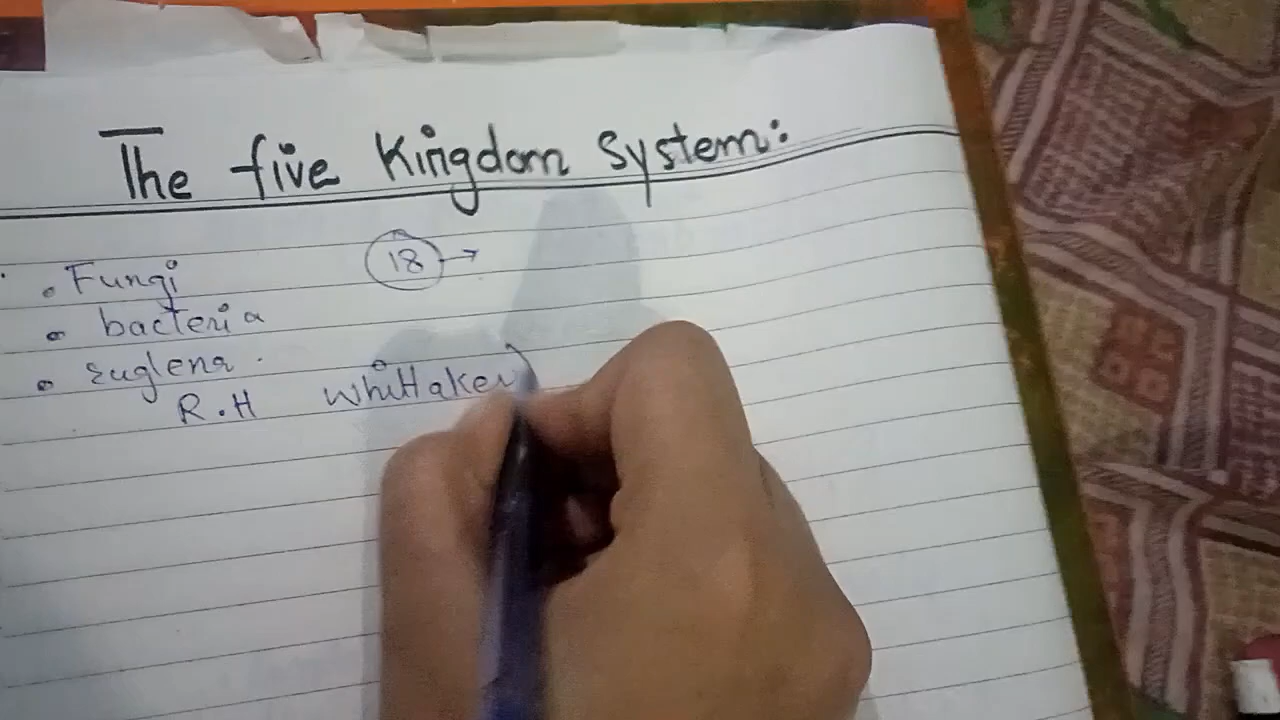 The five Kingdom System:
18 →
• Fungi
• bacteria
• euglena.
R.H Whittaker